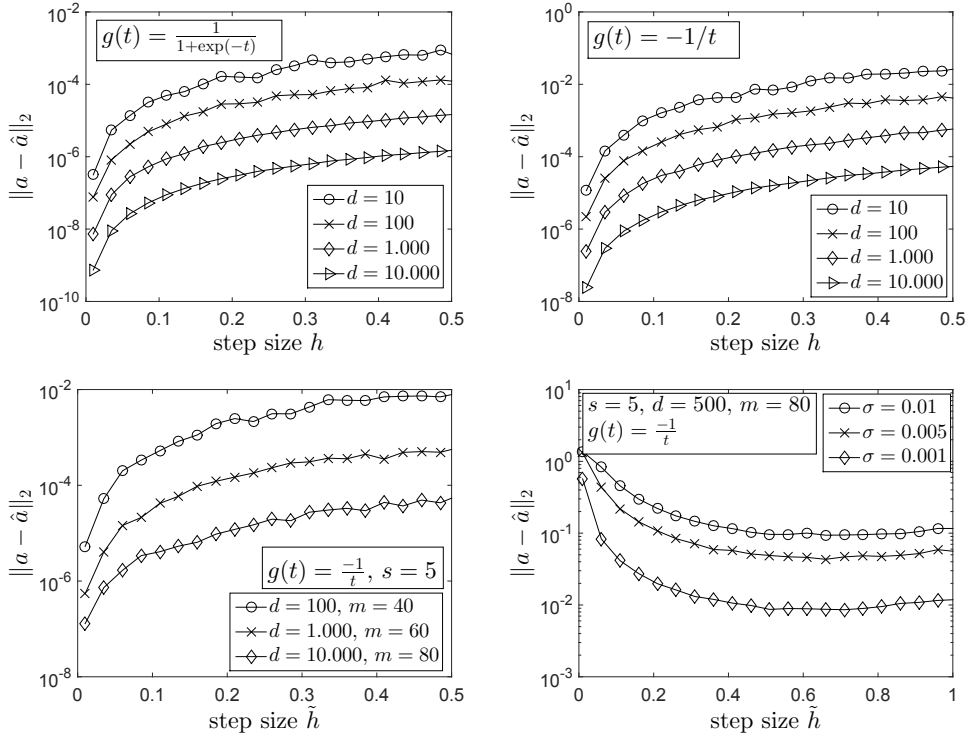 g(t) = 1/(1+exp(−t))
10^-2
10^-4
10^-6
10^-8
10^-10
‖a − â‖_2
d = 10
d = 100
d = 1.000
d = 10.000
0 0.1 0.2 0.3 0.4 0.5
step size h
g(t) = −1/t
10^0
10^-2
10^-4
10^-6
10^-8
‖a − â‖_2
d = 10
d = 100
d = 1.000
d = 10.000
0 0.1 0.2 0.3 0.4 0.5
step size h
10^-2
10^-4
10^-6
10^-8
‖a − â‖_2
g(t) = −1/t, s = 5
d = 100, m = 40
d = 1.000, m = 60
d = 10.000, m = 80
0 0.1 0.2 0.3 0.4 0.5
step size h̃
10^1
10^0
10^-1
10^-2
10^-3
‖a − â‖_2
s = 5, d = 500, m = 80
g(t) = −1/t
σ = 0.01
σ = 0.005
σ = 0.001
0 0.2 0.4 0.6 0.8 1
step size h̃